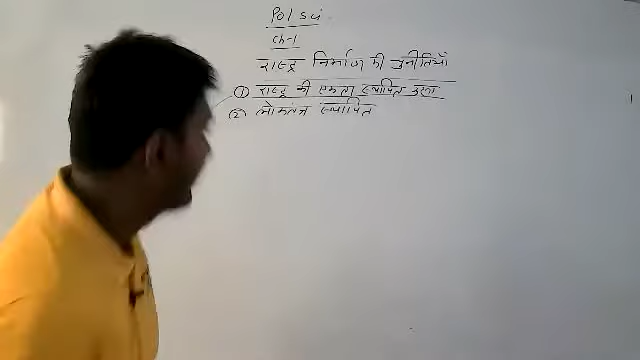 Pol sci
Ch-1
राष्ट्र निर्माण की चुनौतियाँ
① राष्ट्र की एकता स्थापित करना
② लोकतंत्र स्थापित